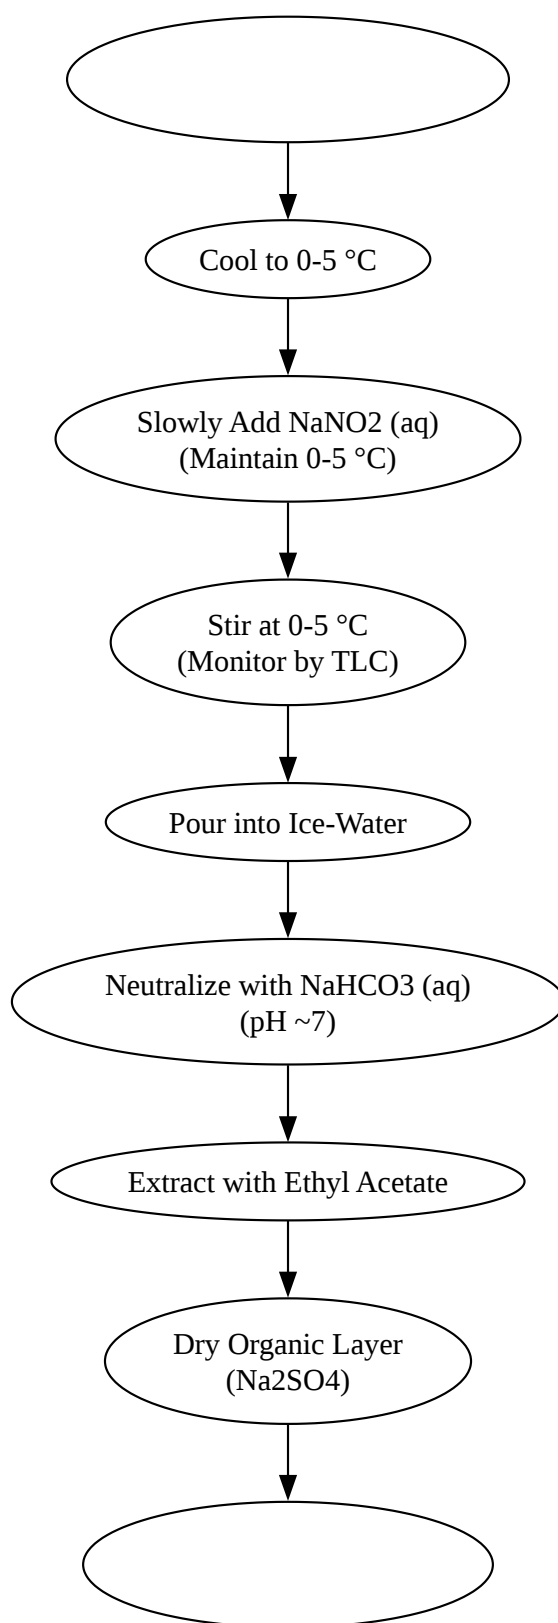 Cool to 0-5 °C
Slowly Add NaNO2 (aq)
(Maintain 0-5 °C)
Stir at 0-5 °C
(Monitor by TLC)
Pour into Ice-Water
Neutralize with NaHCO3 (aq)
(pH ~7)
Extract with Ethyl Acetate
Dry Organic Layer
(Na2SO4)